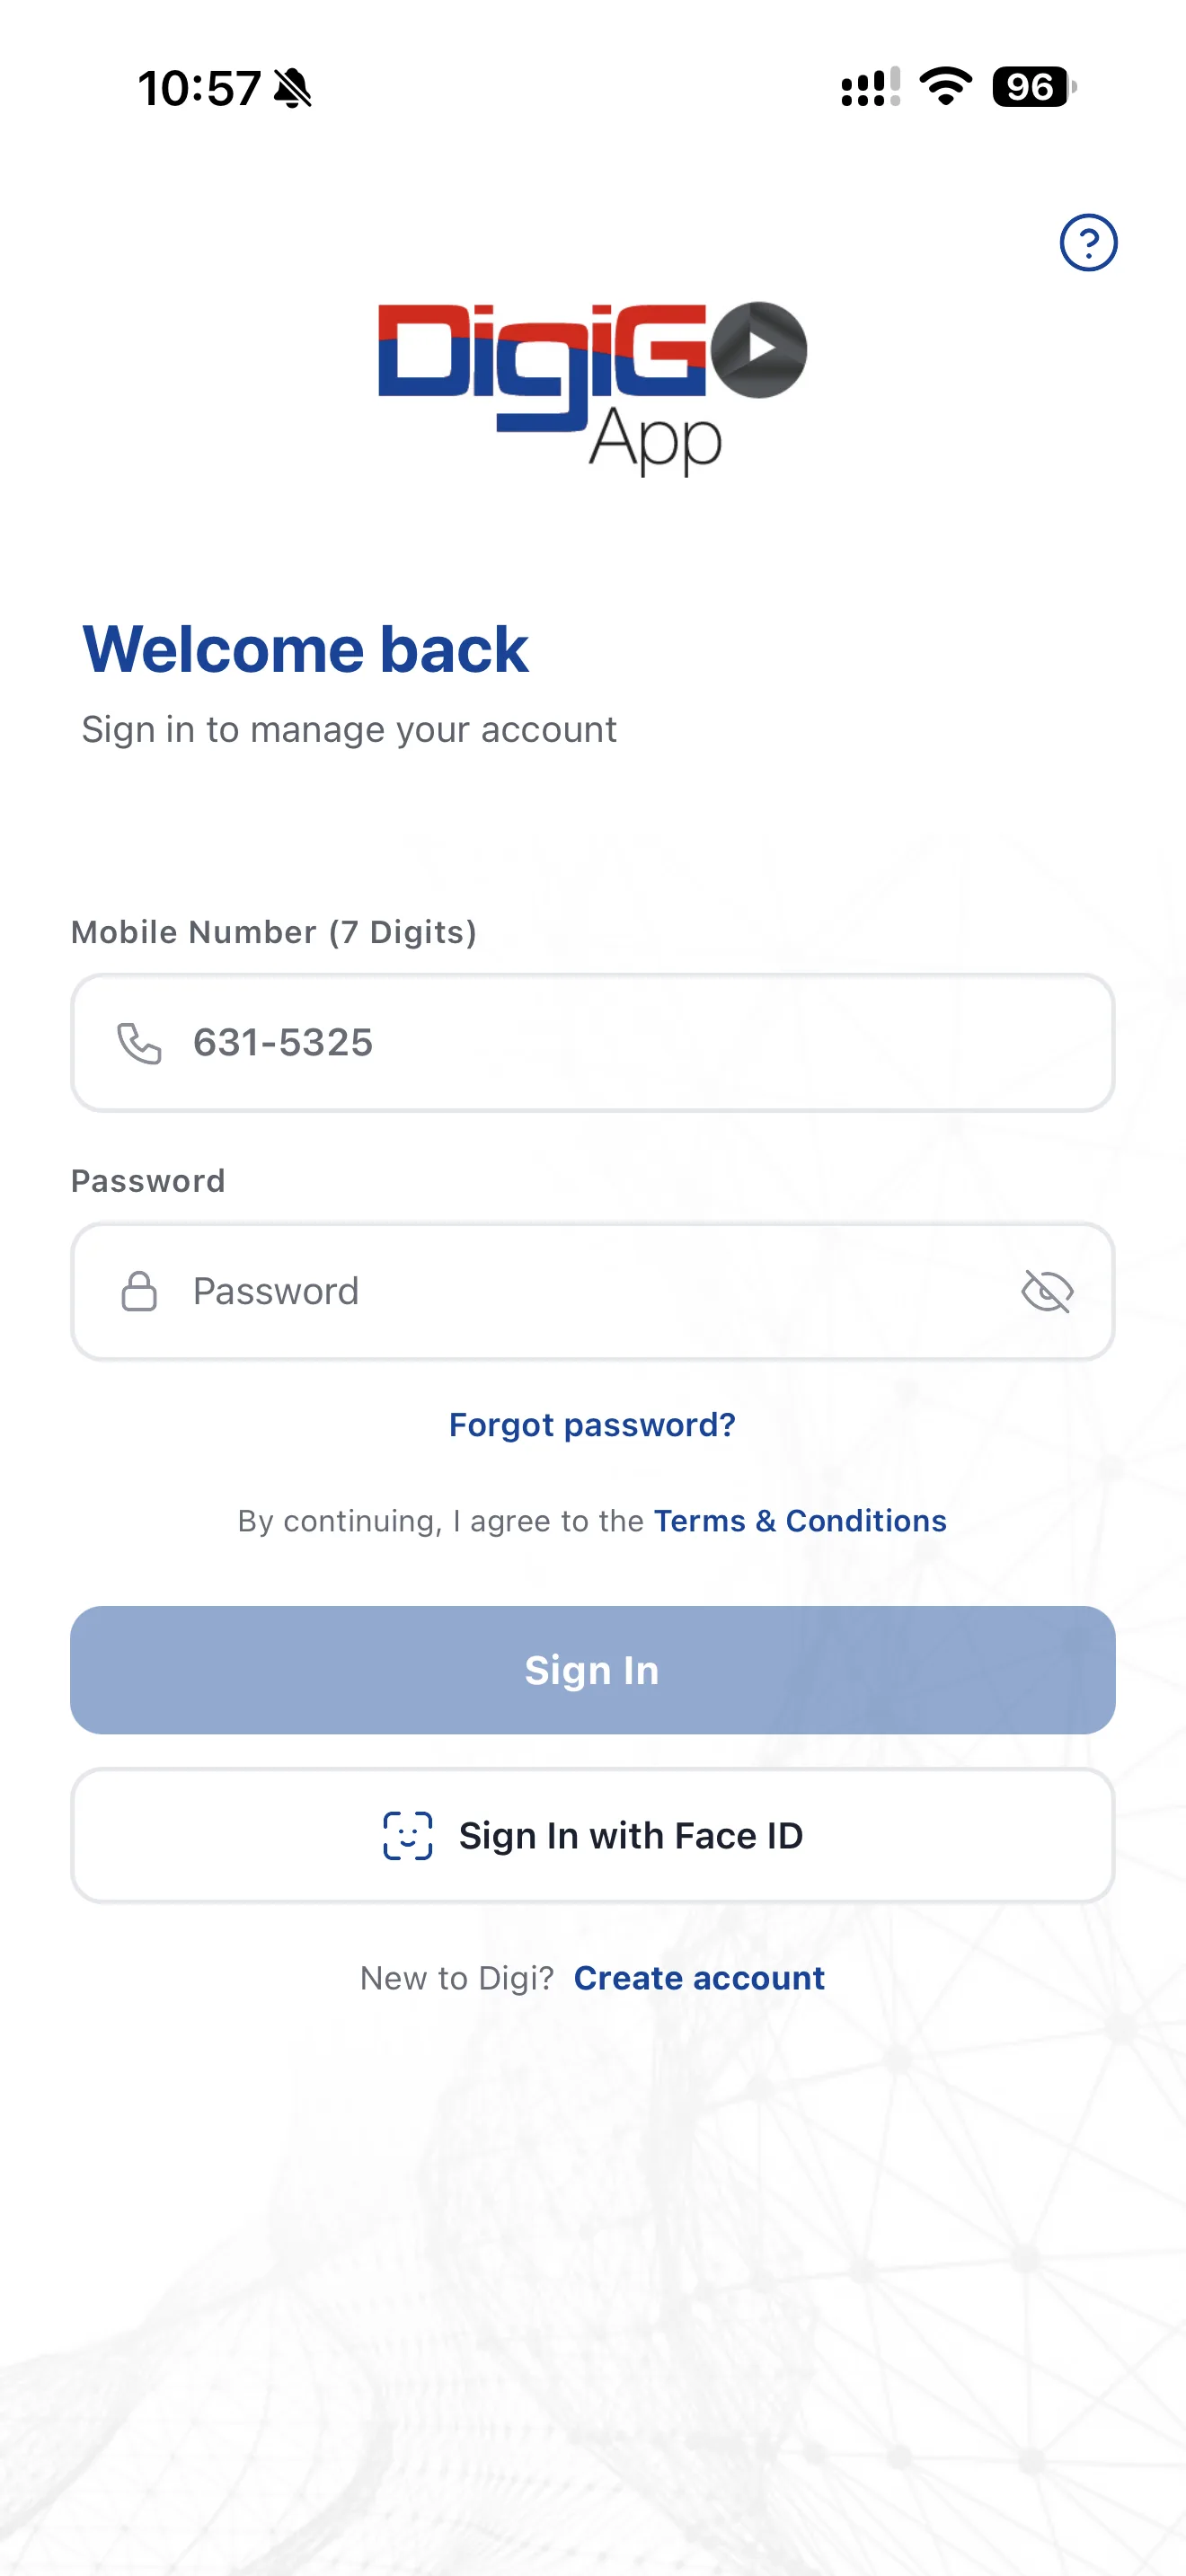 10:57
96
DigiGo
App
Welcome back
Sign in to manage your account
Mobile Number (7 Digits)
631-5325
Password
Password
Forgot password?
By continuing, I agree to the Terms & Conditions
Sign In
Sign In with Face ID
New to Digi? Create account